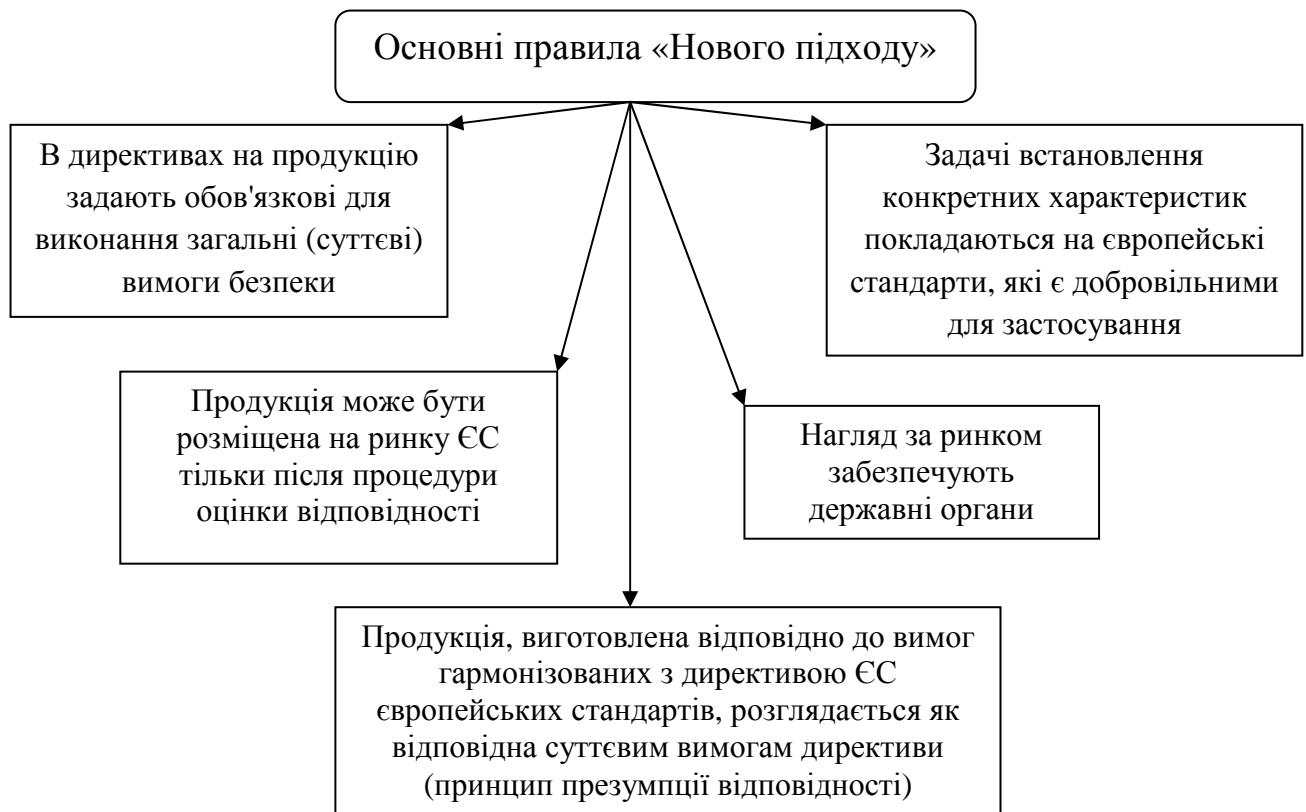 Основні правила «Нового підходу»
В директивах на продукцію
задають обов'язкові для
виконання загальні (суттєві)
вимоги безпеки
Задачі встановлення
конкретних характеристик
покладаються на європейські
стандарти, які є добровільними
для застосування
Продукція може бути
розміщена на ринку ЄС
тільки після процедури
оцінки відповідності
Нагляд за ринком
забезпечують
державні органи
Продукція, виготовлена відповідно до вимог
гармонізованих з директивою ЄС
європейських стандартів, розглядається як
відповідна суттєвим вимогам директиви
(принцип презумпції відповідності)